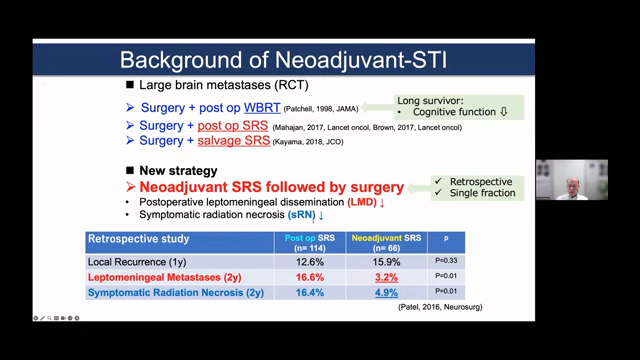 Background of Neoadjuvant-STI
■ Large brain metastases (RCT)
➢ Surgery + post op WBRT (Patchell, 1998, JAMA)
➢ Surgery + post op SRS (Mahajan, 2017, Lancet oncol, Brown, 2017, Lancet oncol)
➢ Surgery + salvage SRS (Kayama, 2018, JCO)
Long survivor:
• Cognitive function ⇩
■ New strategy
➢ Neoadjuvant SRS followed by surgery
✓ Retrospective
✓ Single fraction
• Postoperative leptomeningeal dissemination (LMD) ↓
• Symptomatic radiation necrosis (sRN) ↓
Retrospective study Post op SRS (n= 114) Neoadjuvant SRS (n= 66) p
Local Recurrence (1y) 12.6% 15.9% P=0.33
Leptomeningeal Metastases (2y) 16.6% 3.2% P=0.01
Symptomatic Radiation Necrosis (2y) 16.4% 4.9% P=0.01
(Patel, 2016, Neurosurg)